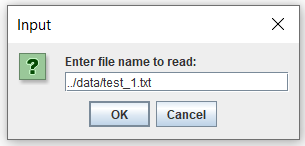 Input
?
Enter file name to read:
../data/test_1.txt
OK Cancel